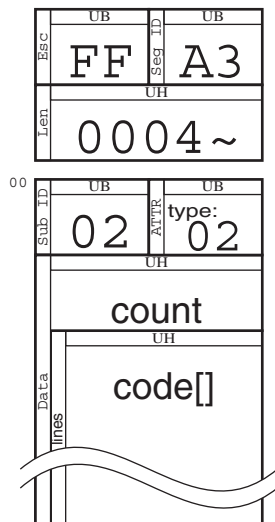 UB UB
Esc FF Seg ID A3
UH
Len 0004~
00 UB UB
Sub ID 02 ATTR type: 02
UH
count
UH
Data lines code[]